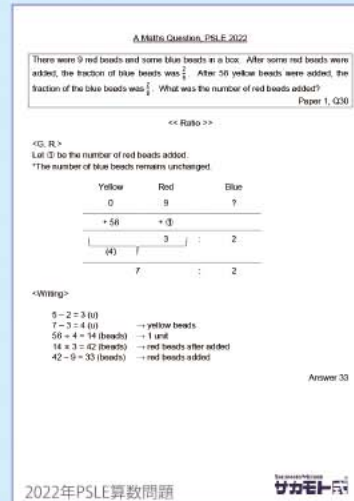 A Maths Question, PSLE 2022
There were 9 red beads and some blue beads in a box. After some red beads were
added, the fraction of blue beads was 2/5. After 56 yellow beads were added, the
fraction of the blue beads was 2/9. What was the number of red beads added?
Paper 1, Q30
<< Ratio >>
<G. R.>
Let ① be the number of red beads added.
*The number of blue beads remains unchanged.
Yellow Red Blue
0 9 ?
+ 56 + ①
3 : 2
(4)
7 : 2
<Writing>
5 − 2 = 3 (u)
7 − 3 = 4 (u) → yellow beads
56 ÷ 4 = 14 (beads) → 1 unit
14 x 3 = 42 (beads) → red beads after added
42 − 9 = 33 (beads) → red beads added
Answer 33
2022年PSLE算数問題
サカモト式